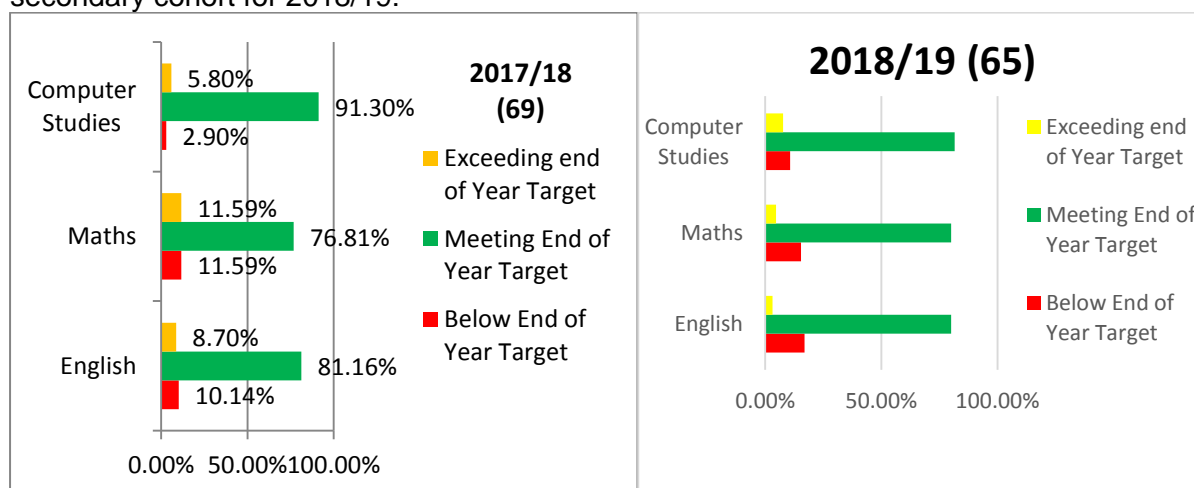 secondary cohort for 2018/19.
2017/18
(69)
Computer
Studies
5.80%
91.30%
2.90%
Maths
11.59%
76.81%
11.59%
English
8.70%
81.16%
10.14%
0.00% 50.00%100.00%
Exceeding end
of Year Target
Meeting End of
Year Target
Below End of
Year Target
2018/19 (65)
Computer
Studies
Maths
English
0.00% 50.00% 100.00%
Exceeding end
of Year Target
Meeting End of
Year Target
Below End of
Year Target